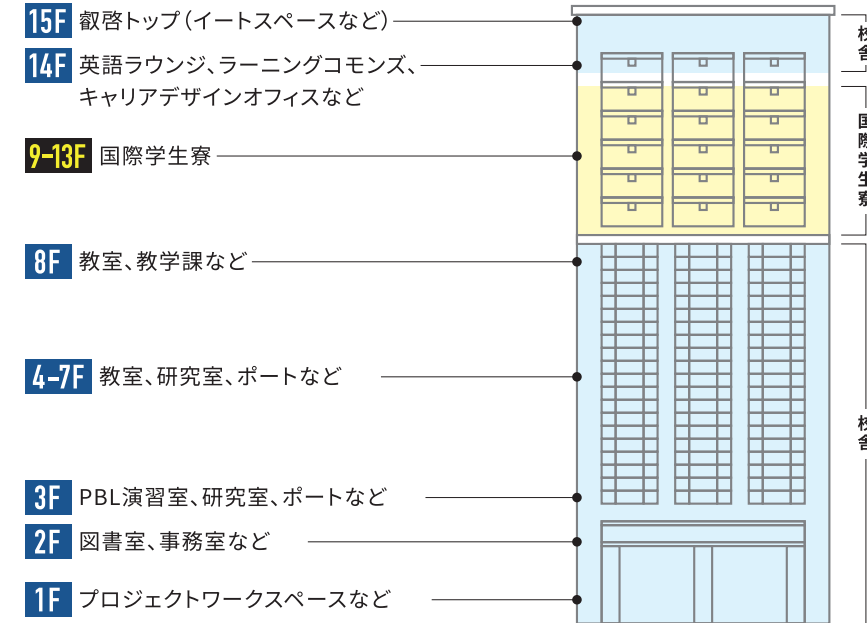 15F 叡啓トップ（イートスペースなど）
14F 英語ラウンジ、ラーニングコモンズ、
キャリアデザインオフィスなど
9-13F 国際学生寮
8F 教室、教学課など
4-7F 教室、研究室、ポートなど
3F PBL演習室、研究室、ポートなど
2F 図書室、事務室など
1F プロジェクトワークスペースなど
校舎
国際学生寮
校舎